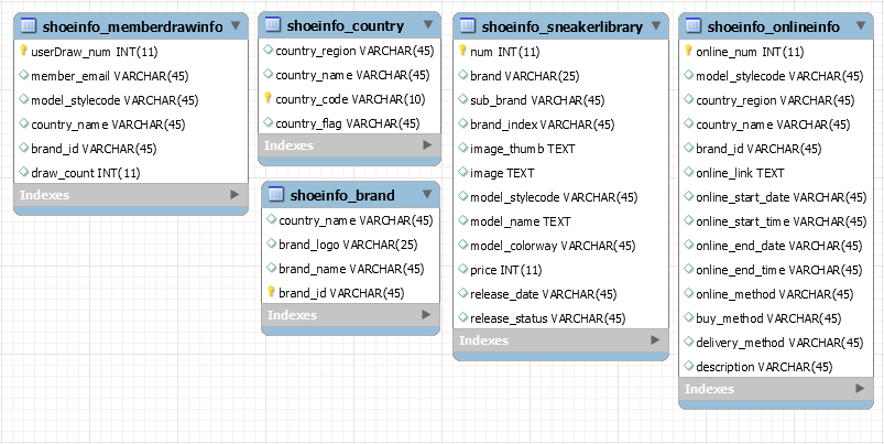 shoeinfo_memberdrawinfo
userDraw_num INT(11)
member_email VARCHAR(45)
model_stylecode VARCHAR(45)
country_name VARCHAR(45)
brand_id VARCHAR(45)
draw_count INT(11)
Indexes
shoeinfo_country
country_region VARCHAR(45)
country_name VARCHAR(45)
country_code VARCHAR(10)
country_flag VARCHAR(45)
Indexes
shoeinfo_brand
country_name VARCHAR(45)
brand_logo VARCHAR(25)
brand_name VARCHAR(45)
brand_id VARCHAR(45)
Indexes
shoeinfo_sneakerlibrary
num INT(11)
brand VARCHAR(25)
sub_brand VARCHAR(45)
brand_index VARCHAR(45)
image_thumb TEXT
image TEXT
model_stylecode VARCHAR(45)
model_name TEXT
model_colorway VARCHAR(45)
price INT(11)
release_date VARCHAR(45)
release_status VARCHAR(45)
Indexes
shoeinfo_onlineinfo
online_num INT(11)
model_stylecode VARCHAR(45)
country_region VARCHAR(45)
country_name VARCHAR(45)
brand_id VARCHAR(45)
online_link TEXT
online_start_date VARCHAR(45)
online_start_time VARCHAR(45)
online_end_date VARCHAR(45)
online_end_time VARCHAR(45)
online_method VARCHAR(45)
buy_method VARCHAR(45)
delivery_method VARCHAR(45)
description VARCHAR(45)
Indexes